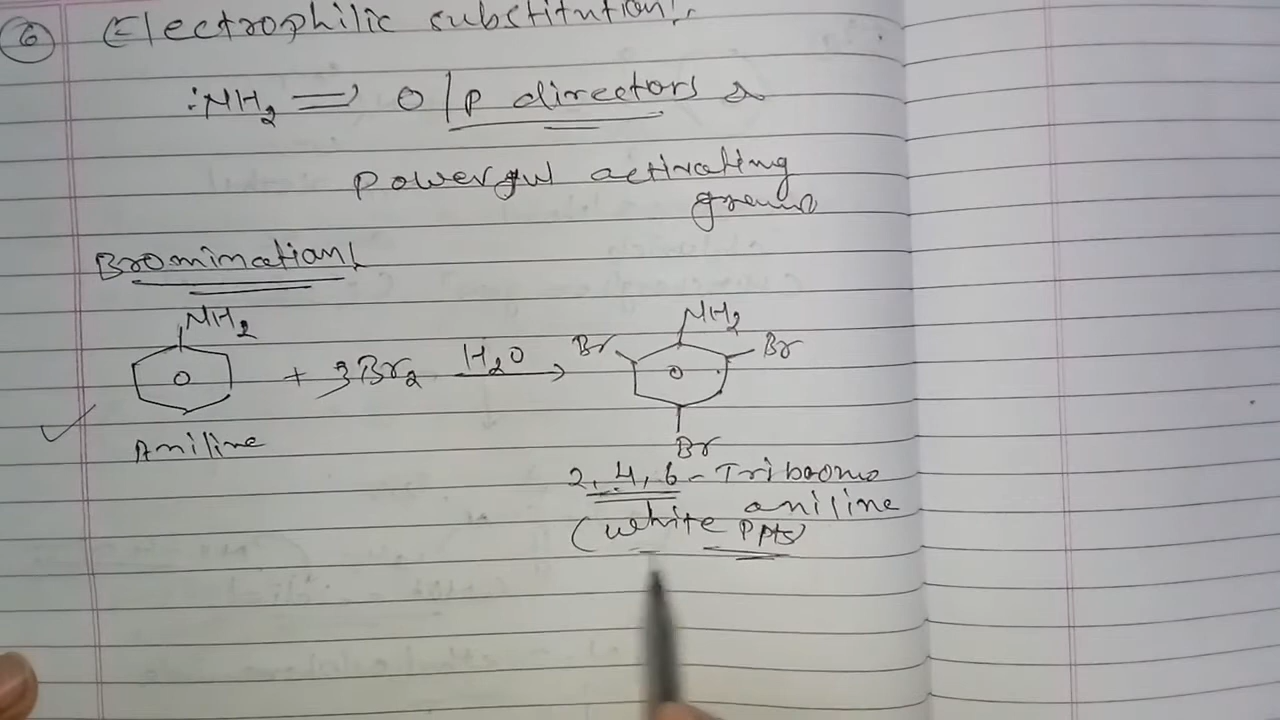 6 Electrophilic substitution:-
:NH2 ⇒ O/P directors &
Powerful activating
group
Bromination:
NH2 NH2
Br Br
+ 3Br2 H2O →
Br
Aniline
2,4,6-Tribromo
aniline
(white ppts)